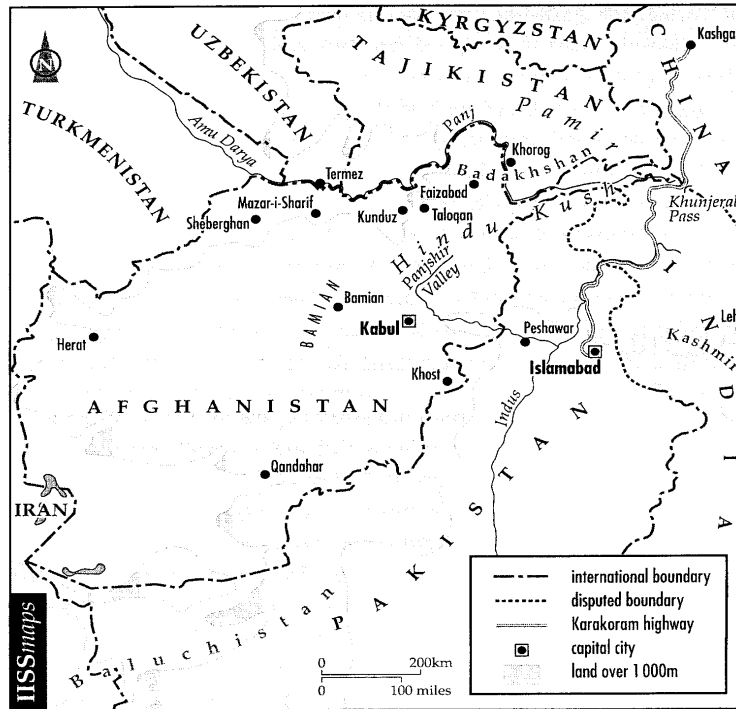 KYRGYZSTAN
CHINA
Kashga
UZBEKISTAN
TAJIKISTAN
N
Pamir
TURKMENISTAN
Amu Darya
Panj
Khorog
Badakhshan
Termez
Mazar-i-Sharif
Faizabad
Sheberghan
Kunduz
Taloqan
Hindu Kush
Khunjerab
Pass
Panjshir
Valley
BAMIAN
Bamian
Kabul
Herat
Peshawar
Islamabad
Leh
Kashmir
INDIA
Khost
AFGHANISTAN
Indus
Qandahar
IRAN
PAKISTAN
Baluchistan
international boundary
disputed boundary
Karakoram highway
capital city
land over 1 000m
0 200km
0 100 miles
IISSmaps